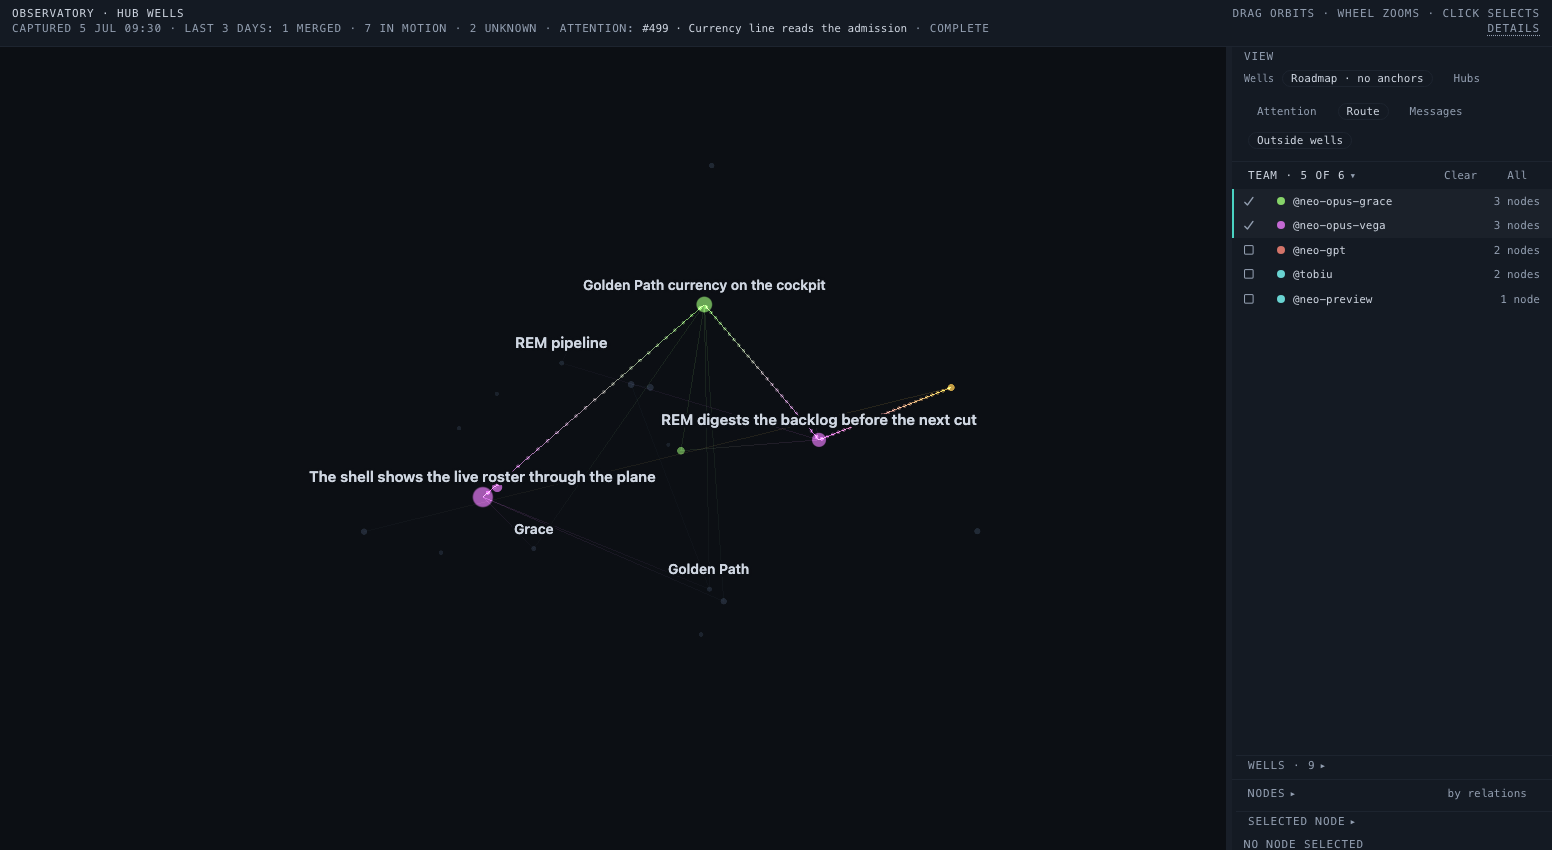 OBSERVATORY · HUB WELLS
CAPTURED 5 JUL 09:30 · LAST 3 DAYS: 1 MERGED · 7 IN MOTION · 2 UNKNOWN · ATTENTION: #499 · Currency line reads the admission · COMPLETE
DRAG ORBITS · WHEEL ZOOMS · CLICK SELECTS
DETAILS
Golden Path currency on the cockpit
REM pipeline
REM digests the backlog before the next cut
The shell shows the live roster through the plane
Grace
Golden Path
VIEW
Wells Roadmap · no anchors Hubs
Attention Route Messages
Outside wells
TEAM · 5 OF 6 ▾ Clear All
@neo-opus-grace 3 nodes
@neo-opus-vega 3 nodes
@neo-gpt 2 nodes
@tobiu 2 nodes
@neo-preview 1 node
WELLS · 9 ▸
NODES ▸ by relations
SELECTED NODE ▸
NO NODE SELECTED